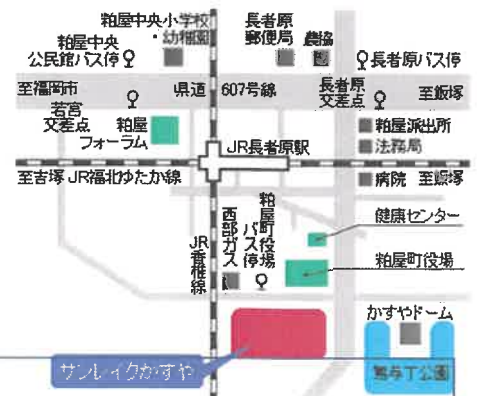 粕屋中央小学校
・幼稚園
長者原
郵便局
農協
粕屋中央
公民館バス停
長者原バス停
至福岡市
県道
607号線
長者原
交差点
至飯塚
若宮
交差点
粕屋
フォーラム
粕屋派出所
法務局
JR長者原駅
至吉塚
JR福北ゆたか線
病院
至飯塚
JR香椎線
西部ガス
粕屋町役場
バス停
健康センター
粕屋町役場
かすやドーム
サンレイクかすや
駕与丁公園